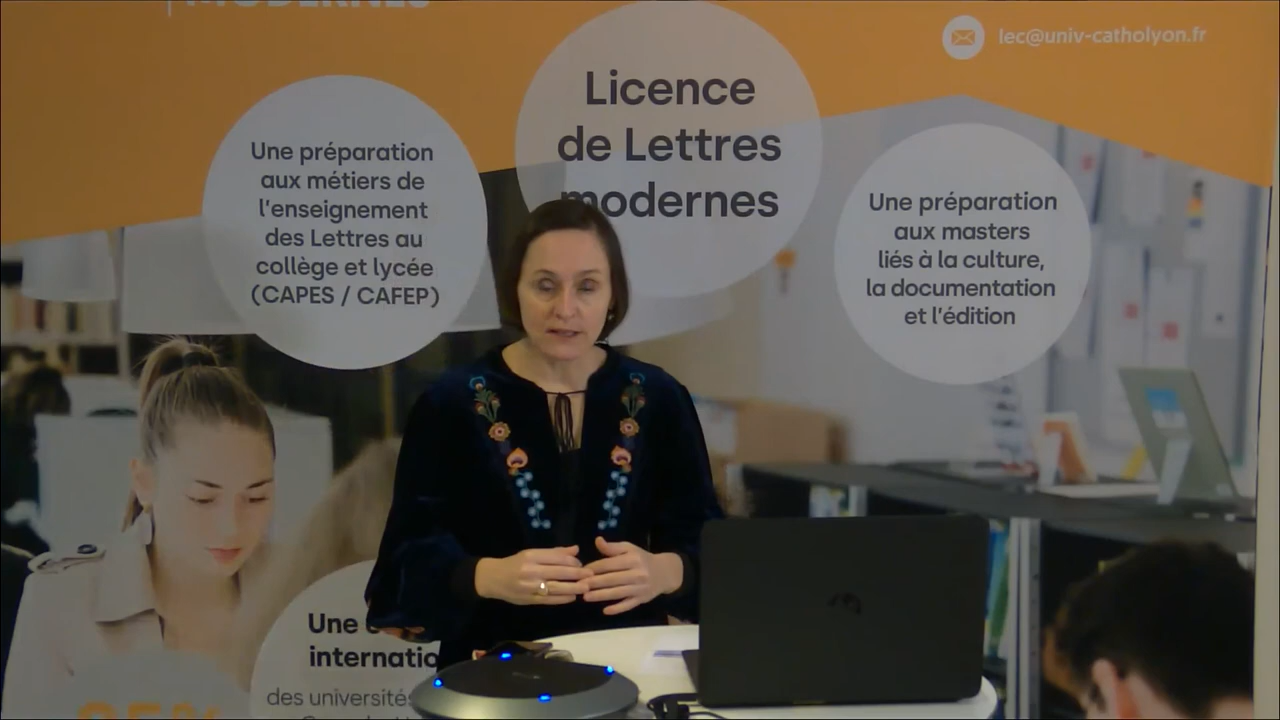 MODERNES
lec@univ-catholyon.fr
Licence
de Lettres
modernes
Une préparation
aux métiers de
l'enseignement
des Lettres au
collège et lycée
(CAPES / CAFEP)
Une préparation
aux masters
liés à la culture,
la documentation
et l'édition
Une
internatio
des universités